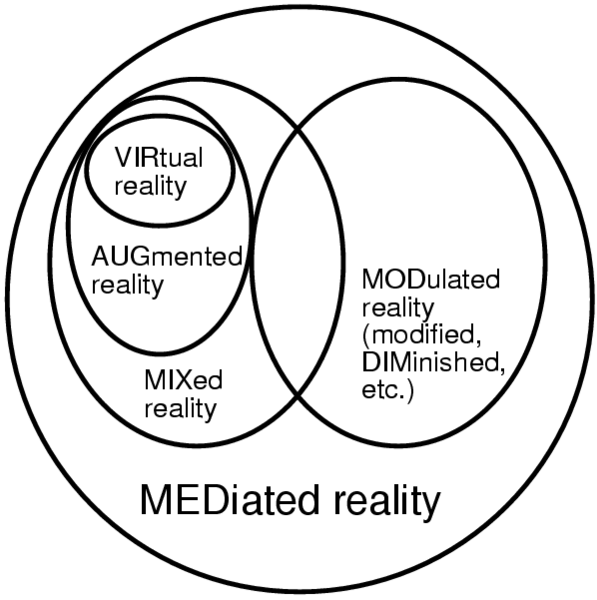 VIRtual
reality
AUGmented
reality
MIXed
reality
MODulated
reality
(modified,
DIMinished,
etc.)
MEDiated reality